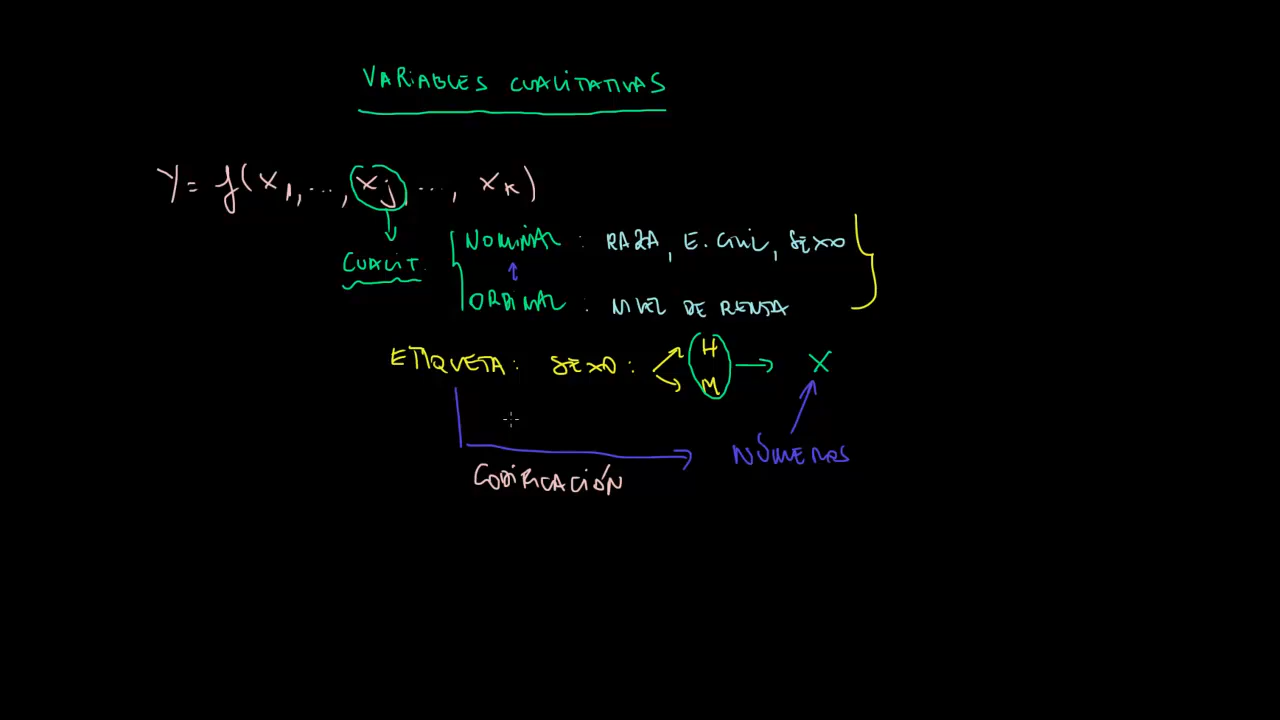 VARIABLES CUALITATIVAS
Y = f(X1, ..., Xj, ..., XK)
NOMINAL : RAZA, E. CIVIL, SEXO
CUALIT.
ORDINAL : NIVEL DE RENTA
ETIQUETA : SEXO : H M X
NÚMEROS
CODIFICACIÓN